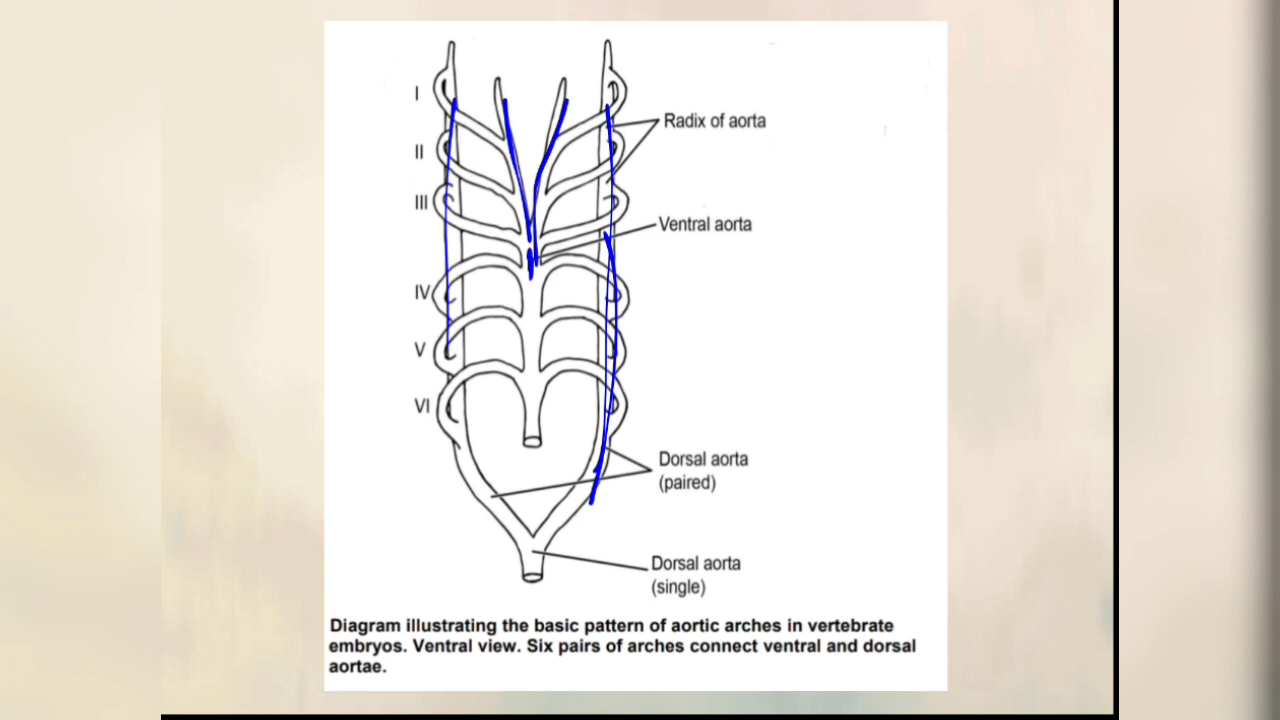 I
II
III
IV
V
VI
Radix of aorta
Ventral aorta
Dorsal aorta
(paired)
Dorsal aorta
(single)
Diagram illustrating the basic pattern of aortic arches in vertebrate
embryos. Ventral view. Six pairs of arches connect ventral and dorsal
aortae.